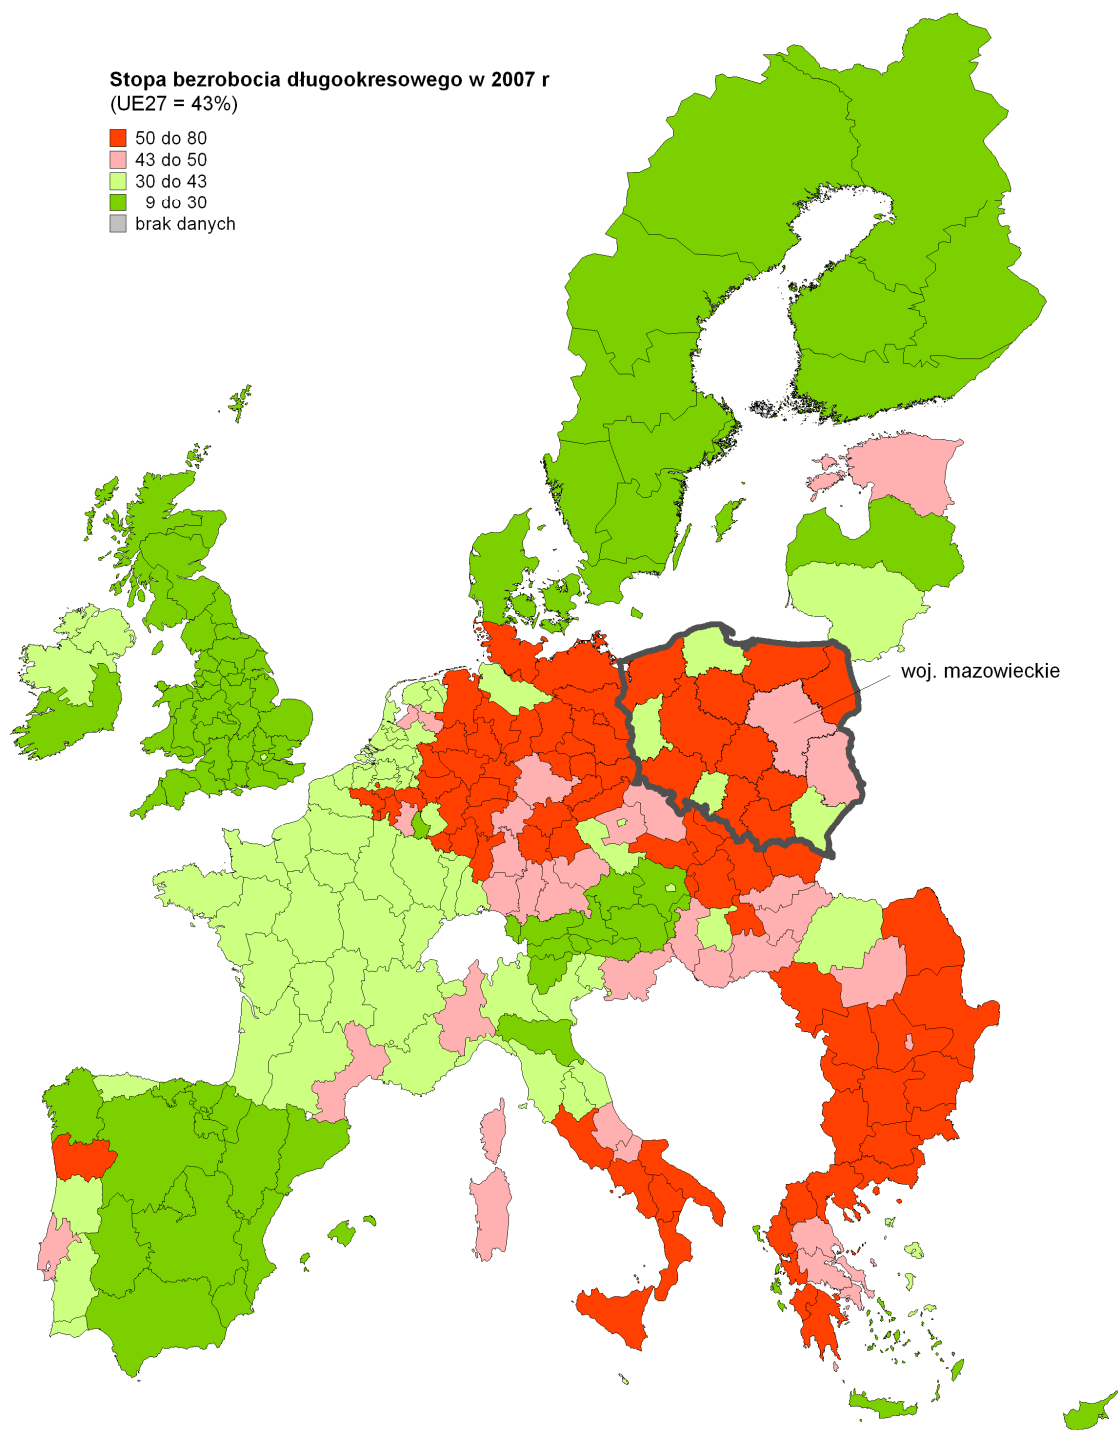 Stopa bezrobocia długookresowego w 2007 r
(UE27 = 43%)
50 do 80
43 do 50
30 do 43
9 do 30
brak danych
woj. mazowieckie